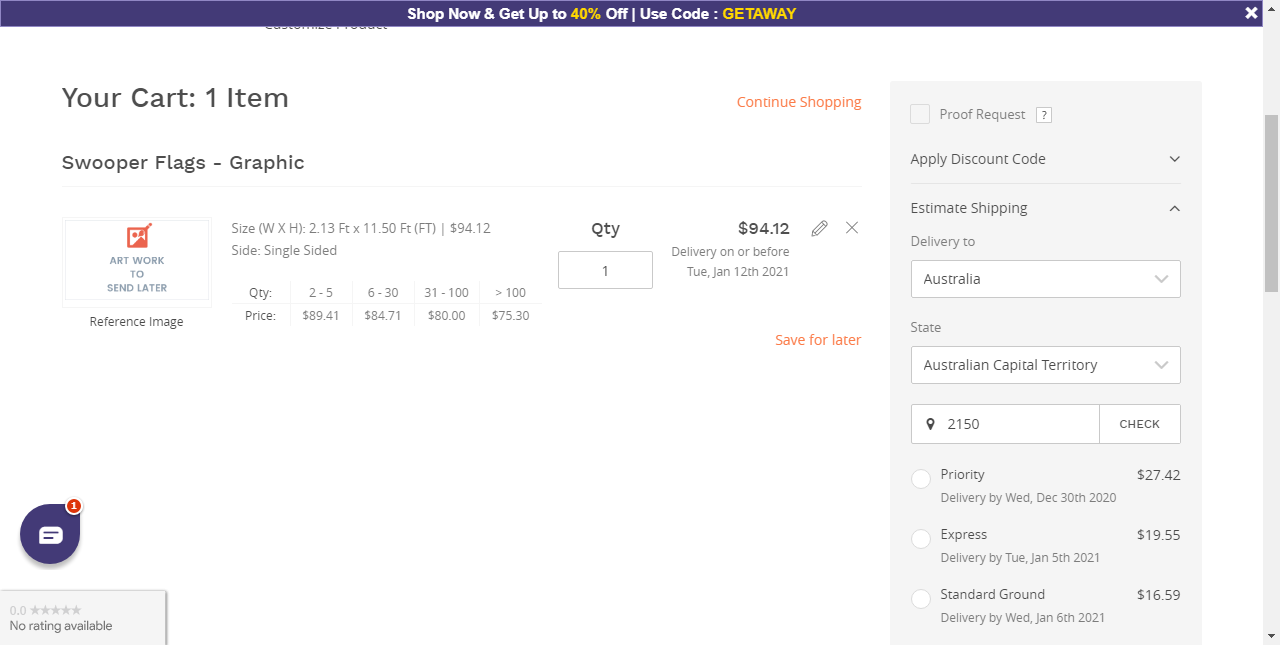 Shop Now & Get Up to 40% Off | Use Code : GETAWAY
Customize Product
Your Cart: 1 Item
Continue Shopping
Swooper Flags - Graphic
ART WORK
TO
SEND LATER
Reference Image
Size (W X H): 2.13 Ft x 11.50 Ft (FT) | $94.12
Side: Single Sided
Qty: 2 - 5 6 - 30 31 - 100 > 100
Price: $89.41 $84.71 $80.00 $75.30
Qty
1
$94.12
Delivery on or before
Tue, Jan 12th 2021
Save for later
Proof Request ?
Apply Discount Code
Estimate Shipping
Delivery to
Australia
State
Australian Capital Territory
2150 CHECK
Priority $27.42
Delivery by Wed, Dec 30th 2020
Express $19.55
Delivery by Tue, Jan 5th 2021
Standard Ground $16.59
Delivery by Wed, Jan 6th 2021
1
0.0 ★★★★★
No rating available